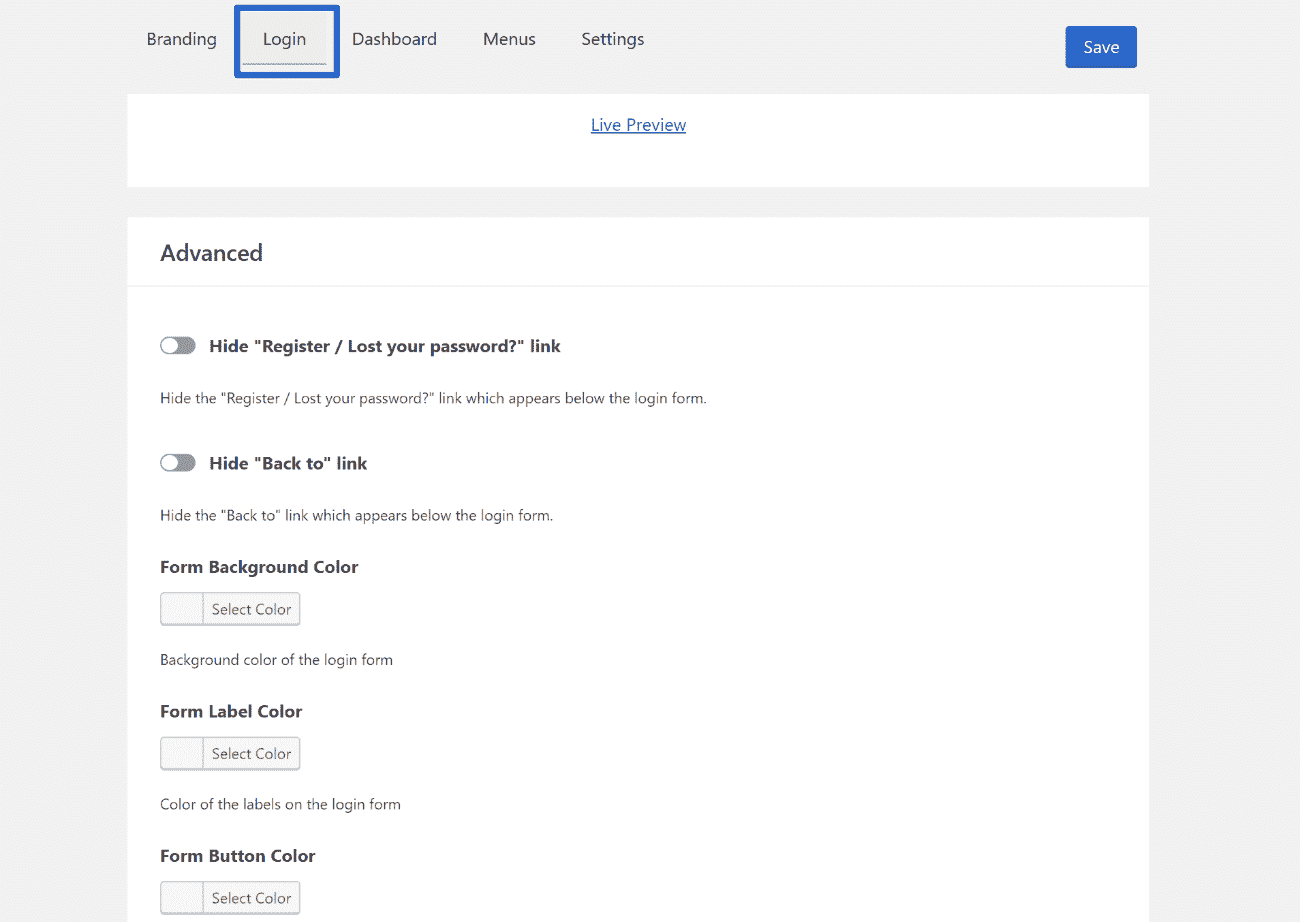 Branding Login Dashboard Menus Settings
Save
Live Preview
Advanced
Hide "Register / Lost your password?" link
Hide the "Register / Lost your password?" link which appears below the login form.
Hide "Back to" link
Hide the "Back to" link which appears below the login form.
Form Background Color
Select Color
Background color of the login form
Form Label Color
Select Color
Color of the labels on the login form
Form Button Color
Select Color